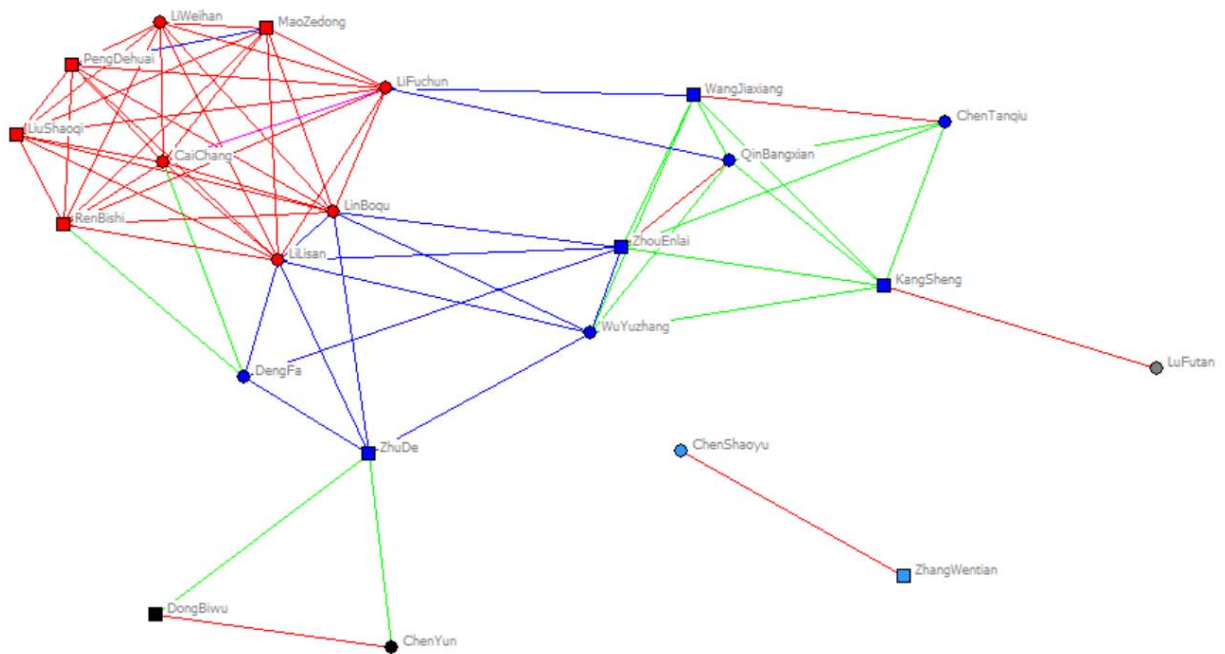 LiWeihan
MaoZedong
PengDehuai
LiFuchun
WangJiaxiang
ChenTanqiu
LiuShaoqi
CaiChang
QinBangxian
RenBishi
LinBoqu
ZhouEnlai
LiLisan
KangSheng
WuYuzhang
LuFutan
DengFa
ZhuDe
ChenShaoyu
ZhangWentian
DongBiwu
ChenYun